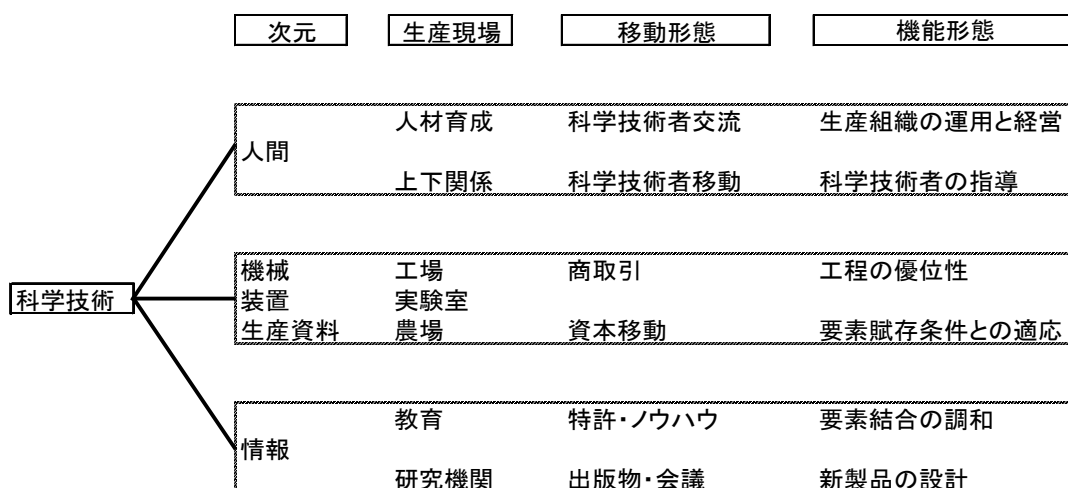 次元 生産現場 移動形態 機能形態
人材育成 科学技術者交流 生産組織の運用と経営
人間
上下関係 科学技術者移動 科学技術者の指導
機械 工場 商取引 工程の優位性
科学技術 装置 実験室
生産資料 農場 資本移動 要素賦存条件との適応
教育 特許・ノウハウ 要素結合の調和
情報
研究機関 出版物・会議 新製品の設計